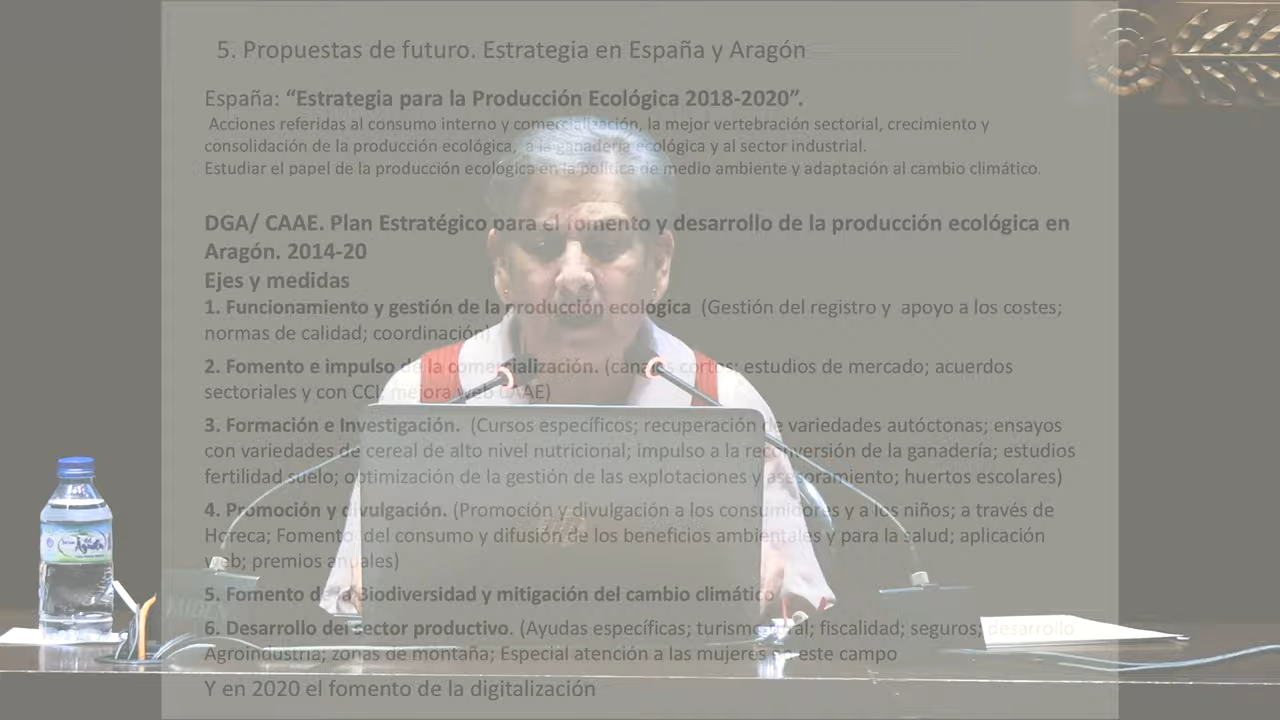 5. Propuestas de futuro. Estrategia en España y Aragón
España: “Estrategia para la Producción Ecológica 2018-2020”.
Acciones referidas al consumo interno y comercialización, la mejor vertebración sectorial, crecimiento y
consolidación de la producción ecológica, a la ganadería ecológica y al sector industrial.
Estudiar el papel de la producción ecológica en la política de medio ambiente y adaptación al cambio climático.
DGA/ CAAE. Plan Estratégico para el fomento y desarrollo de la producción ecológica en
Aragón. 2014-20
Ejes y medidas
1. Funcionamiento y gestión de la producción ecológica (Gestión del registro y apoyo a los costes;
normas de calidad; coordinación)
2. Fomento e impulso de la comercialización. (canales cortos; estudios de mercado; acuerdos
sectoriales y con CCI; mejora web CAAE)
3. Formación e Investigación. (Cursos específicos; recuperación de variedades autóctonas; ensayos
con variedades de cereal de alto nivel nutricional; impulso a la reconversión de la ganadería; estudios
fertilidad suelo; optimización de la gestión de las explotaciones y asesoramiento; huertos escolares)
4. Promoción y divulgación. (Promoción y divulgación a los consumidores y a los niños; a través de
Horeca; Fomento del consumo y difusión de los beneficios ambientales y para la salud; aplicación
web; premios anuales)
5. Fomento de la Biodiversidad y mitigación del cambio climático
6. Desarrollo del sector productivo. (Ayudas específicas; turismo rural; fiscalidad; seguros; desarrollo
Agroindustria; zonas de montaña; Especial atención a las mujeres en este campo
Y en 2020 el fomento de la digitalización